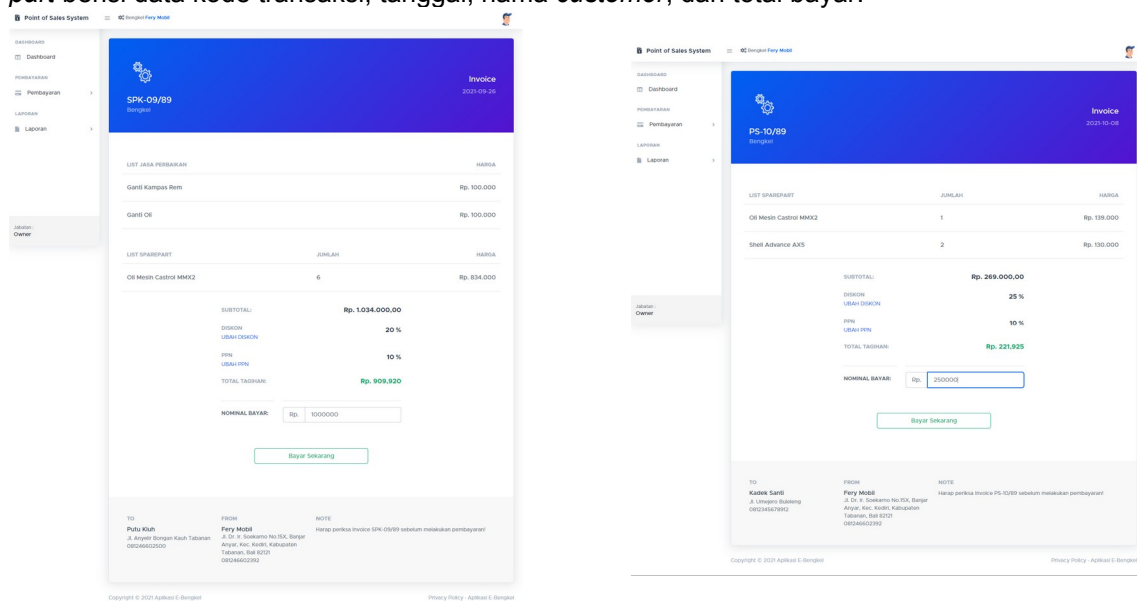 part berisi data kode transaksi, tanggal, nama customer, dan total bayar.
Point of Sales System
Bengkel Fery Mobil
DASHBOARD
Dashboard
PEMBAYARAN
Pembayaran
LAPORAN
Laporan
Jabatan :
Owner
SPK-09/89
Bengkel
Invoice
2021-09-26
LIST JASA PERBAIKAN HARGA
Ganti Kampas Rem Rp. 100.000
Ganti Oli Rp. 100.000
LIST SPAREPART JUMLAH HARGA
Oli Mesin Castrol MMX2 6 Rp. 834.000
SUBTOTAL: Rp. 1.034.000,00
DISKON 20 %
UBAH DISKON
PPN 10 %
UBAH PPN
TOTAL TAGIHAN: Rp. 909,920
NOMINAL BAYAR: Rp. 1000000
Bayar Sekarang
TO
Putu Kiuh
Jl. Anyelir Bongan Kauh Tabanan
081246602500
FROM
Fery Mobil
Jl. Dr. Ir. Soekarno No.15X, Banjar
Anyar, Kec. Kediri, Kabupaten
Tabanan, Bali 82121
081246602392
NOTE
Harap periksa Invoice SPK-09/89 sebelum melakukan pembayaran!
Copyright © 2021 Aplikasi E-Bengkel
Privacy Policy - Aplikasi E-Bengkel
Point of Sales System
Bengkel Fery Mobil
DASHBOARD
Dashboard
PEMBAYARAN
Pembayaran
LAPORAN
Laporan
Jabatan :
Owner
PS-10/89
Bengkel
Invoice
2021-10-08
LIST SPAREPART JUMLAH HARGA
Oli Mesin Castrol MMX2 1 Rp. 139.000
Shell Advance AX5 2 Rp. 130.000
SUBTOTAL: Rp. 269.000,00
DISKON 25 %
UBAH DISKON
PPN 10 %
UBAH PPN
TOTAL TAGIHAN: Rp. 221,925
NOMINAL BAYAR: Rp. 250000
Bayar Sekarang
TO
Kadek Santi
Jl. Umejero Buleleng
0812345678912
FROM
Fery Mobil
Jl. Dr. Ir. Soekarno No.15X, Banjar
Anyar, Kec. Kediri, Kabupaten
Tabanan, Bali 82121
081246602392
NOTE
Harap periksa Invoice PS-10/89 sebelum melakukan pembayaran!
Copyright © 2021 Aplikasi E-Bengkel
Privacy Policy - Aplikasi E-Bengkel